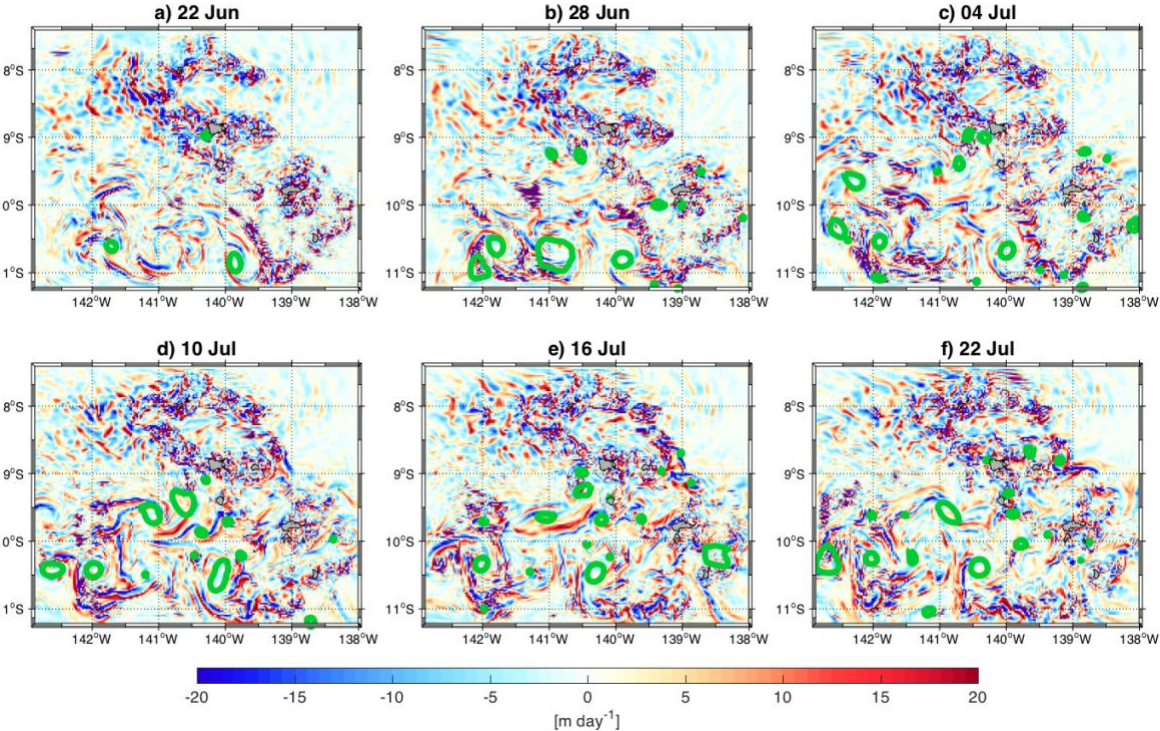 a) 22 Jun
b) 28 Jun
c) 04 Jul
8°S
8°S
8°S
9°S
9°S
9°S
0°S
10°S
10°S
1°S
11°S
11°S
142°W 141°W 140°W 139°W 138°W
142°W 141°W 140°W 139°W 138°W
142°W 141°W 140°W 139°W 138°W
d) 10 Jul
e) 16 Jul
f) 22 Jul
8°S
8°S
8°S
9°S
9°S
9°S
0°S
10°S
10°S
1°S
11°S
11°S
142°W 141°W 140°W 139°W 138°W
142°W 141°W 140°W 139°W 138°W
142°W 141°W 140°W 139°W 138°W
-20 -15 -10 -5 0 5 10 15 20
[m day⁻¹]